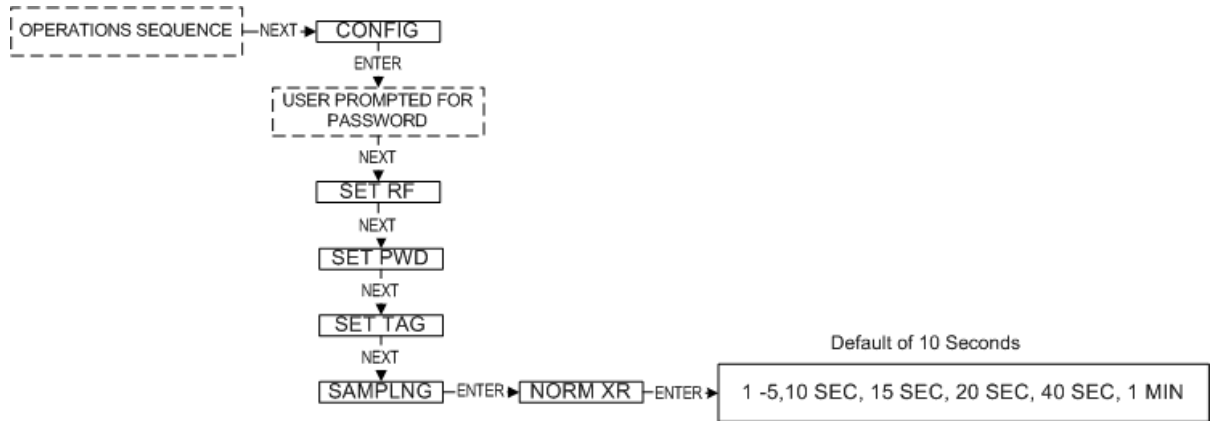 OPERATIONS SEQUENCE
NEXT
CONFIG
ENTER
USER PROMPTED FOR
PASSWORD
NEXT
SET RF
NEXT
SET PWD
NEXT
SET TAG
NEXT
SAMPLNG
ENTER
NORM XR
ENTER
Default of 10 Seconds
1 -5,10 SEC, 15 SEC, 20 SEC, 40 SEC, 1 MIN